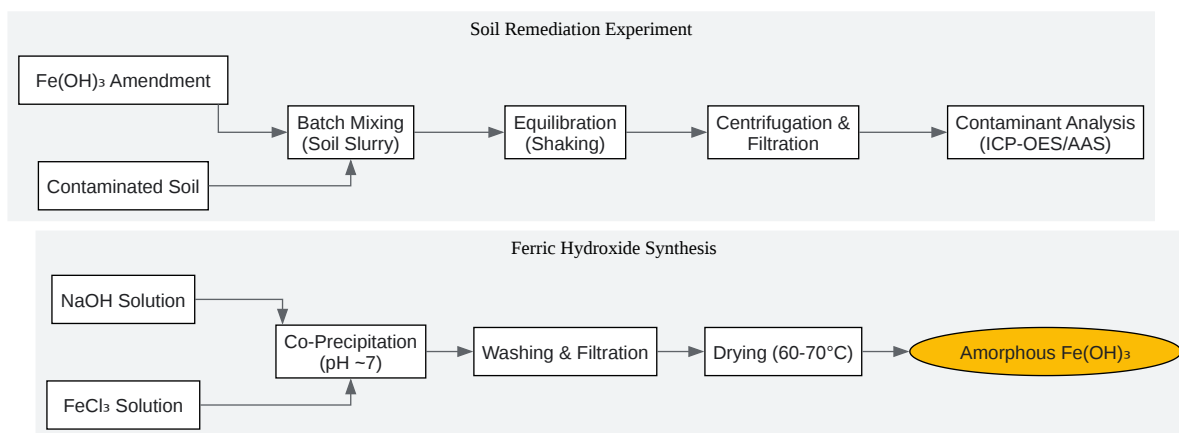 Soil Remediation Experiment
Fe(OH)₃ Amendment
Contaminated Soil
Batch Mixing
(Soil Slurry)
Equilibration
(Shaking)
Centrifugation &
Filtration
Contaminant Analysis
(ICP-OES/AAS)
Ferric Hydroxide Synthesis
NaOH Solution
FeCl₃ Solution
Co-Precipitation
(pH ~7)
Washing & Filtration
Drying (60-70°C)
Amorphous Fe(OH)₃